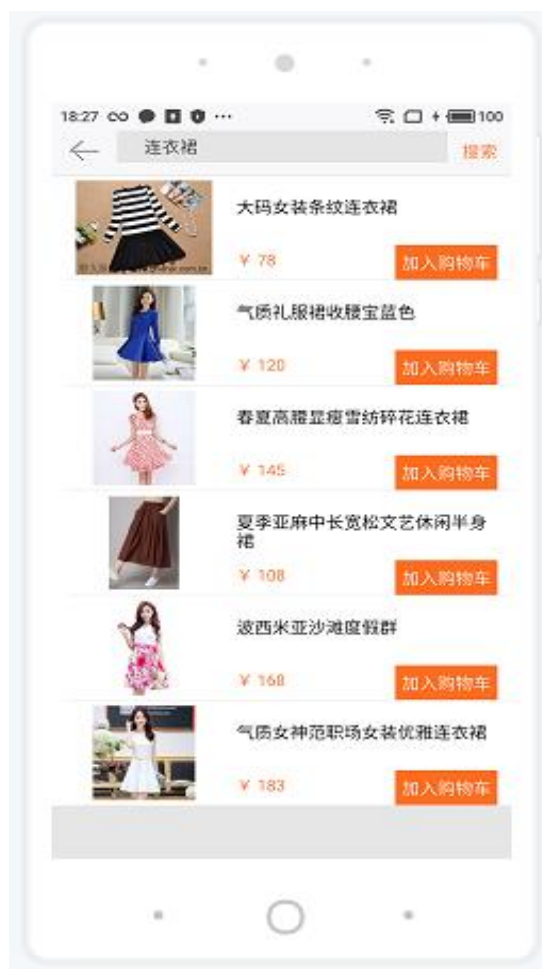 18:27
100
连衣裙
搜索
大码女装条纹连衣裙
￥ 78
加入购物车
气质礼服裙收腰宝蓝色
￥ 120
加入购物车
春夏高腰显瘦雪纺碎花连衣裙
￥ 145
加入购物车
夏季亚麻中长宽松文艺休闲半身
裙
￥ 108
加入购物车
波西米亚沙滩度假群
￥ 168
加入购物车
气质女神范职场女装优雅连衣裙
￥ 183
加入购物车